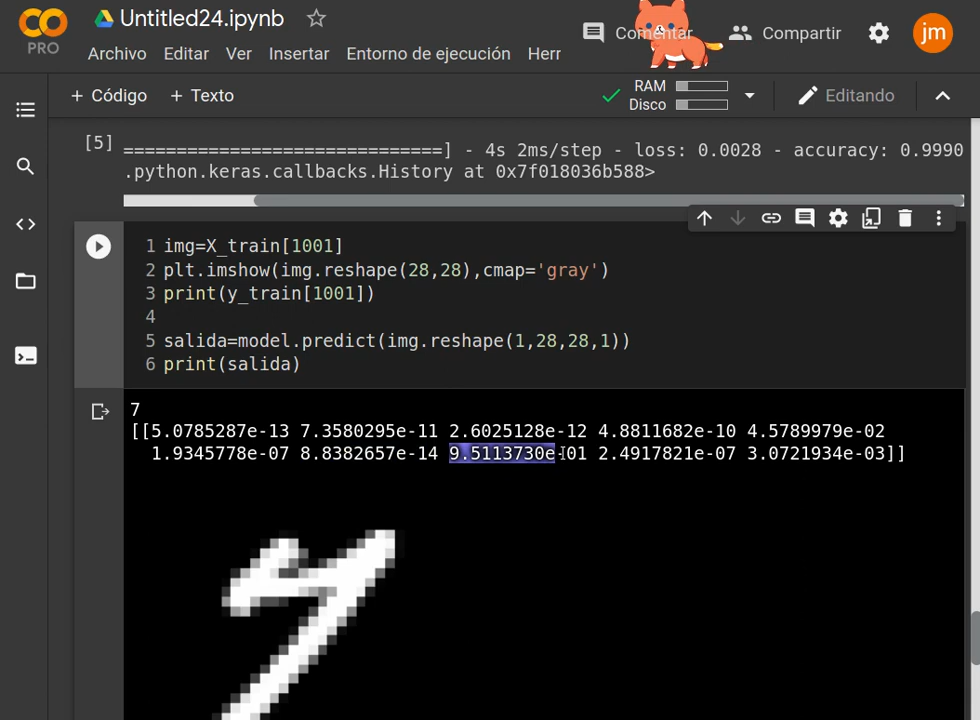 Untitled24.ipynb
PRO
Archivo Editar Ver Insertar Entorno de ejecución Herr
Comentar
Compartir
jm
+ Código + Texto
RAM
Disco
Editando
[5]
==============================] - 4s 2ms/step - loss: 0.0028 - accuracy: 0.9990
.python.keras.callbacks.History at 0x7f018036b588>
1 img=X_train[1001]
2 plt.imshow(img.reshape(28,28),cmap='gray')
3 print(y_train[1001])
4
5 salida=model.predict(img.reshape(1,28,28,1))
6 print(salida)
7
[[5.0785287e-13 7.3580295e-11 2.6025128e-12 4.8811682e-10 4.5789979e-02
1.9345778e-07 8.8382657e-14 9.5113730e-01 2.4917821e-07 3.0721934e-03]]